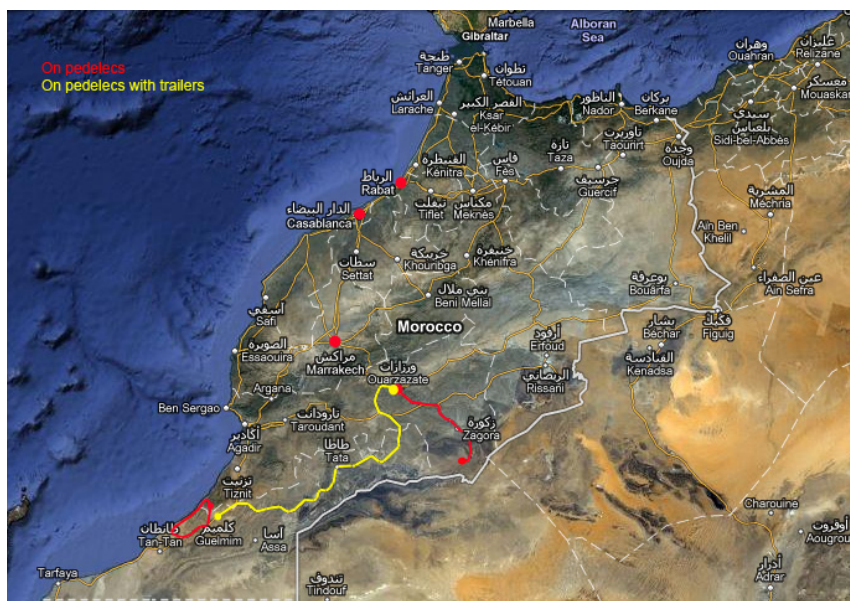 Marbella
Gibraltar
Alboran
Sea
On pedelecs
On pedelecs with trailers
طنجة
Tanger
تطوان
Tétouan
وهران
Ouahran
غليزان
Rélizane
معسكر
Mouaskar
العرائش
Larache
القصر الكبير
Ksar
el-Kébir
الناظور
Nador
بركان
Berkane
سيدي
بلعباس
Sidi-bel-Abbès
تاوريرت
Taourirt
وجدة
Oujda
تازة
Taza
جرسيف
Guercif
فاس
Fès
القنيطرة
Kénitra
الرباط
Rabat
تيفلت
Tiflet
مكناس
Meknès
المشرية
Méchria
الدار البيضاء
Casablanca
Aïn Ben
Khelil
سطات
Settat
خريبكة
Khouribga
خنيفرة
Khénifra
بوعرفة
Bouârfa
عين الصفراء
Aïn Sefra
بني ملال
Beni Mellal
آسفي
Safi
Morocco
فكيك
Figuig
بشار
Béchar
القنادسة
Kenadsa
أرفود
Erfoud
الريصاني
Rissani
الصويرة
Essaouira
مراكش
Marrakech
ورزازات
Ouarzazate
Argana
Ben Sergao
تارودانت
Taroudant
أكادير
Agadir
زكورة
Zagora
طاطا
Tata
تزنيت
Tiznit
Charouine
طانطان
Tan-Tan
كلميم
Guelmim
آسا
Assa
أوقروت
Aougrou
Tarfaya
تندوف
Tindouf
أدرار
Adrar